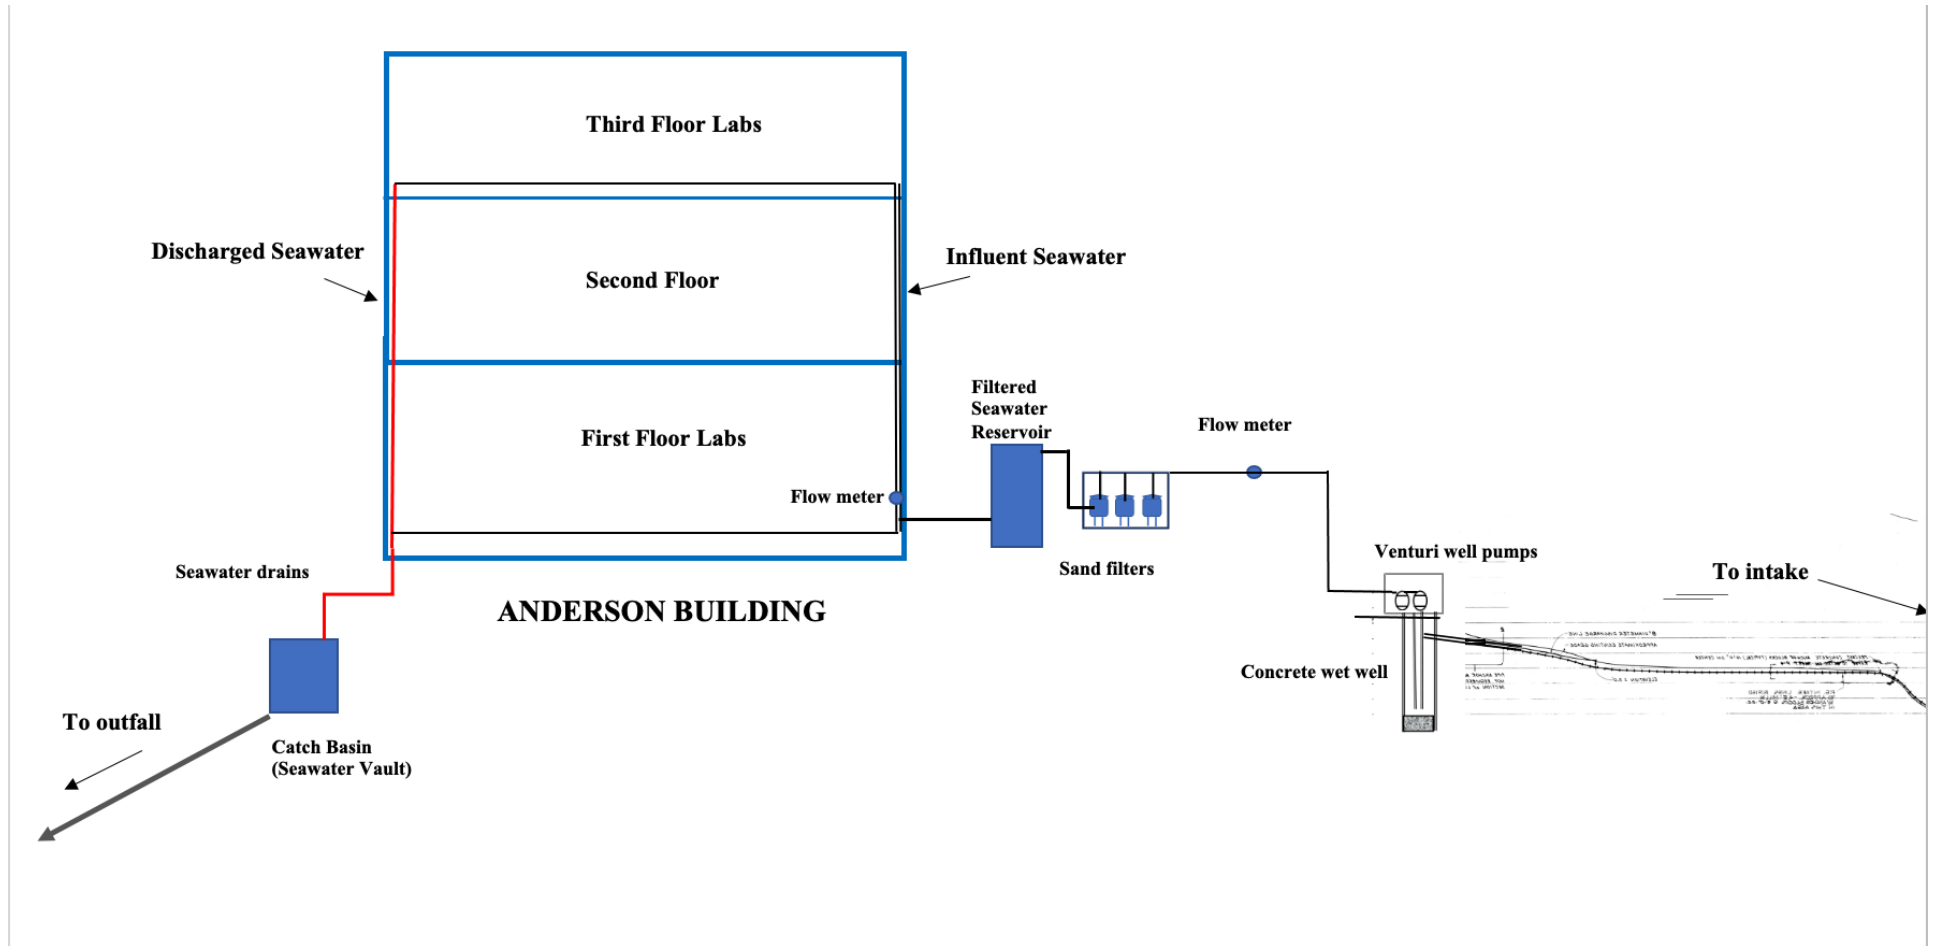 Third Floor Labs
Discharged Seawater
Influent Seawater
Second Floor
Filtered
Seawater
Reservoir
Flow meter
First Floor Labs
Flow meter
Venturi well pumps
To intake
Sand filters
Seawater drains
ANDERSON BUILDING
Concrete wet well
To outfall
Catch Basin
(Seawater Vault)